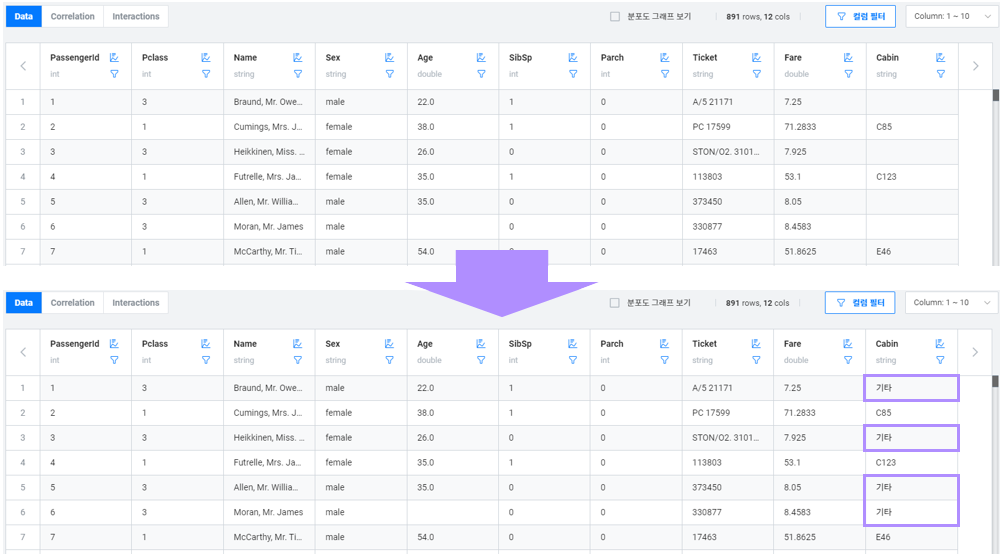 Data Correlation Interactions 분포도 그래프 보기 891 rows, 12 cols 컬럼 필터 Column: 1 ~ 10
PassengerId Pclass Name Sex Age SibSp Parch Ticket Fare Cabin
int int string string double int int string double string
1 1 3 Braund, Mr. Owe... male 22.0 1 0 A/5 21171 7.25
2 2 1 Cumings, Mrs. J... female 38.0 1 0 PC 17599 71.2833 C85
3 3 3 Heikkinen, Miss. ... female 26.0 0 0 STON/O2. 3101... 7.925
4 4 1 Futrelle, Mrs. Ja... female 35.0 1 0 113803 53.1 C123
5 5 3 Allen, Mr. Willia... male 35.0 0 0 373450 8.05
6 6 3 Moran, Mr. James male 0 0 330877 8.4583
7 7 1 McCarthy, Mr. Ti... male 54.0 0 17463 51.8625 E46
Data Correlation Interactions 분포도 그래프 보기 891 rows, 12 cols 컬럼 필터 Column: 1 ~ 10
PassengerId Pclass Name Sex Age SibSp Parch Ticket Fare Cabin
int int string string double int int string double string
1 1 3 Braund, Mr. Owe... male 22.0 1 0 A/5 21171 7.25 기타
2 2 1 Cumings, Mrs. J... female 38.0 1 0 PC 17599 71.2833 C85
3 3 3 Heikkinen, Miss. ... female 26.0 0 0 STON/O2. 3101... 7.925 기타
4 4 1 Futrelle, Mrs. Ja... female 35.0 1 0 113803 53.1 C123
5 5 3 Allen, Mr. Willia... male 35.0 0 0 373450 8.05 기타
6 6 3 Moran, Mr. James male 0 0 330877 8.4583 기타
7 7 1 McCarthy, Mr. Ti... male 54.0 0 0 17463 51.8625 E46